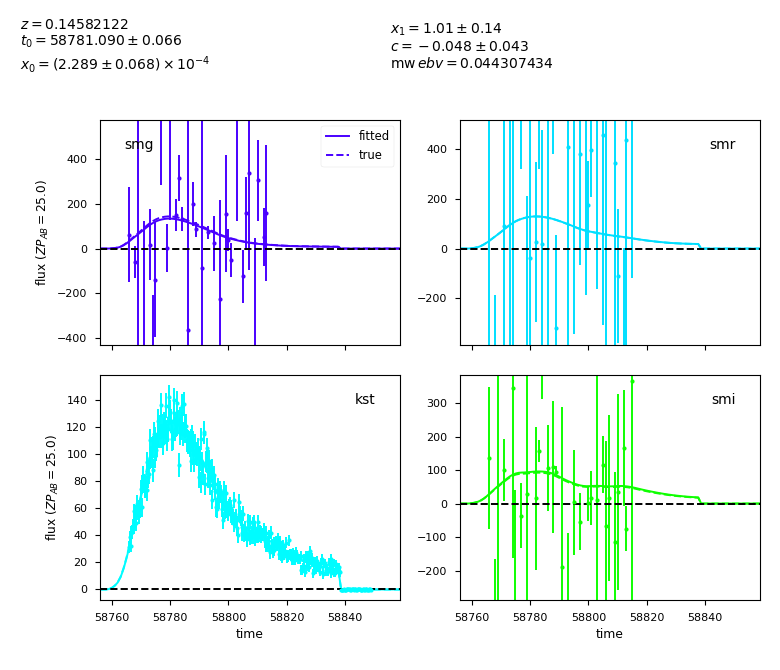 z = 0.14582122
t₀ = 58781.090 ± 0.066
x₀ = (2.289 ± 0.068) × 10⁻⁴
x₁ = 1.01 ± 0.14
c = −0.048 ± 0.043
mw ebv = 0.044307434
smg
fitted
true
flux (ZP_AB = 25.0)
400
200
0
−200
−400
smr
400
200
0
−200
kst
flux (ZP_AB = 25.0)
140
120
100
80
60
40
20
0
58760 58780 58800 58820 58840
time
smi
300
200
100
0
−100
−200
58760 58780 58800 58820 58840
time